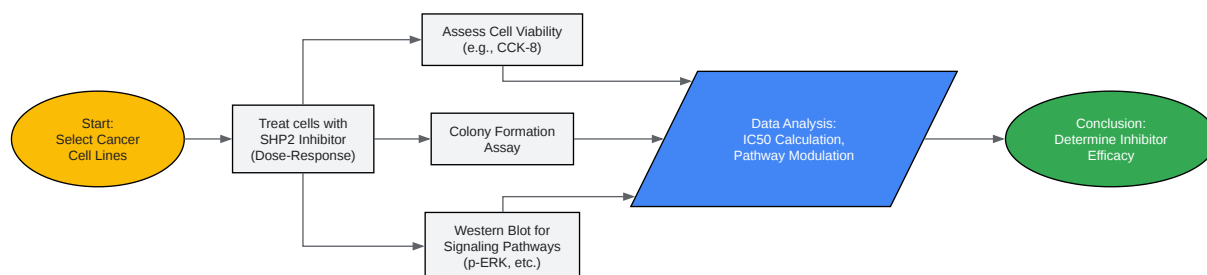 Start:
Select Cancer
Cell Lines
Treat cells with
SHP2 Inhibitor
(Dose-Response)
Assess Cell Viability
(e.g., CCK-8)
Colony Formation
Assay
Western Blot for
Signaling Pathways
(p-ERK, etc.)
Data Analysis:
IC50 Calculation,
Pathway Modulation
Conclusion:
Determine Inhibitor
Efficacy